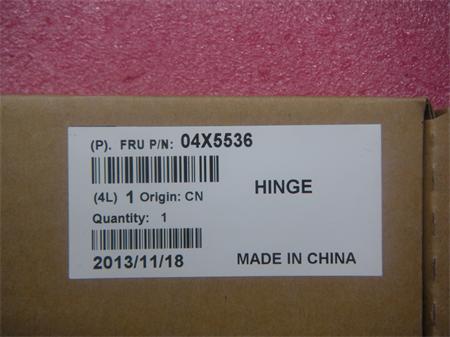 (P). FRU P/N: 04X5536
HINGE
(4L) 1 Origin: CN
Quantity: 1
2013/11/18
MADE IN CHINA